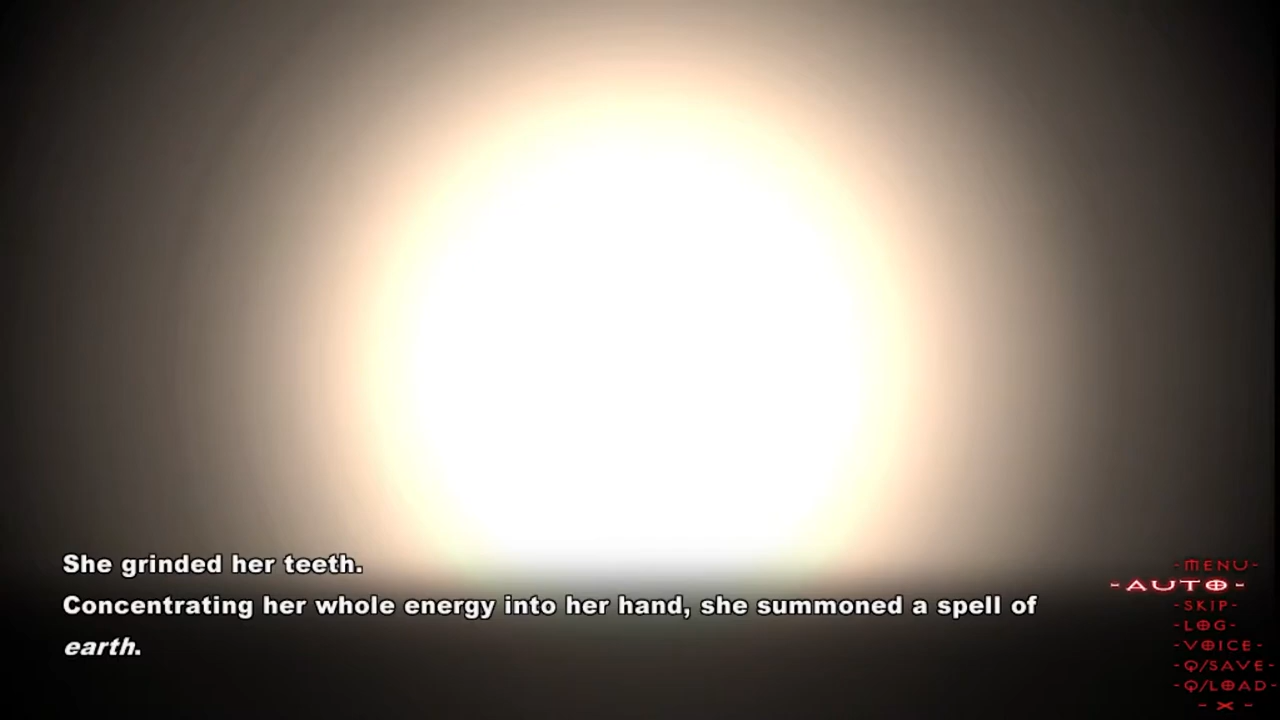 She grinded her teeth.
Concentrating her whole energy into her hand, she summoned a spell of
earth.
-MENU-
-AUTO-
-SKIP-
-LOG-
-VOICE-
-Q/SAVE-
-Q/LOAD-
-X-